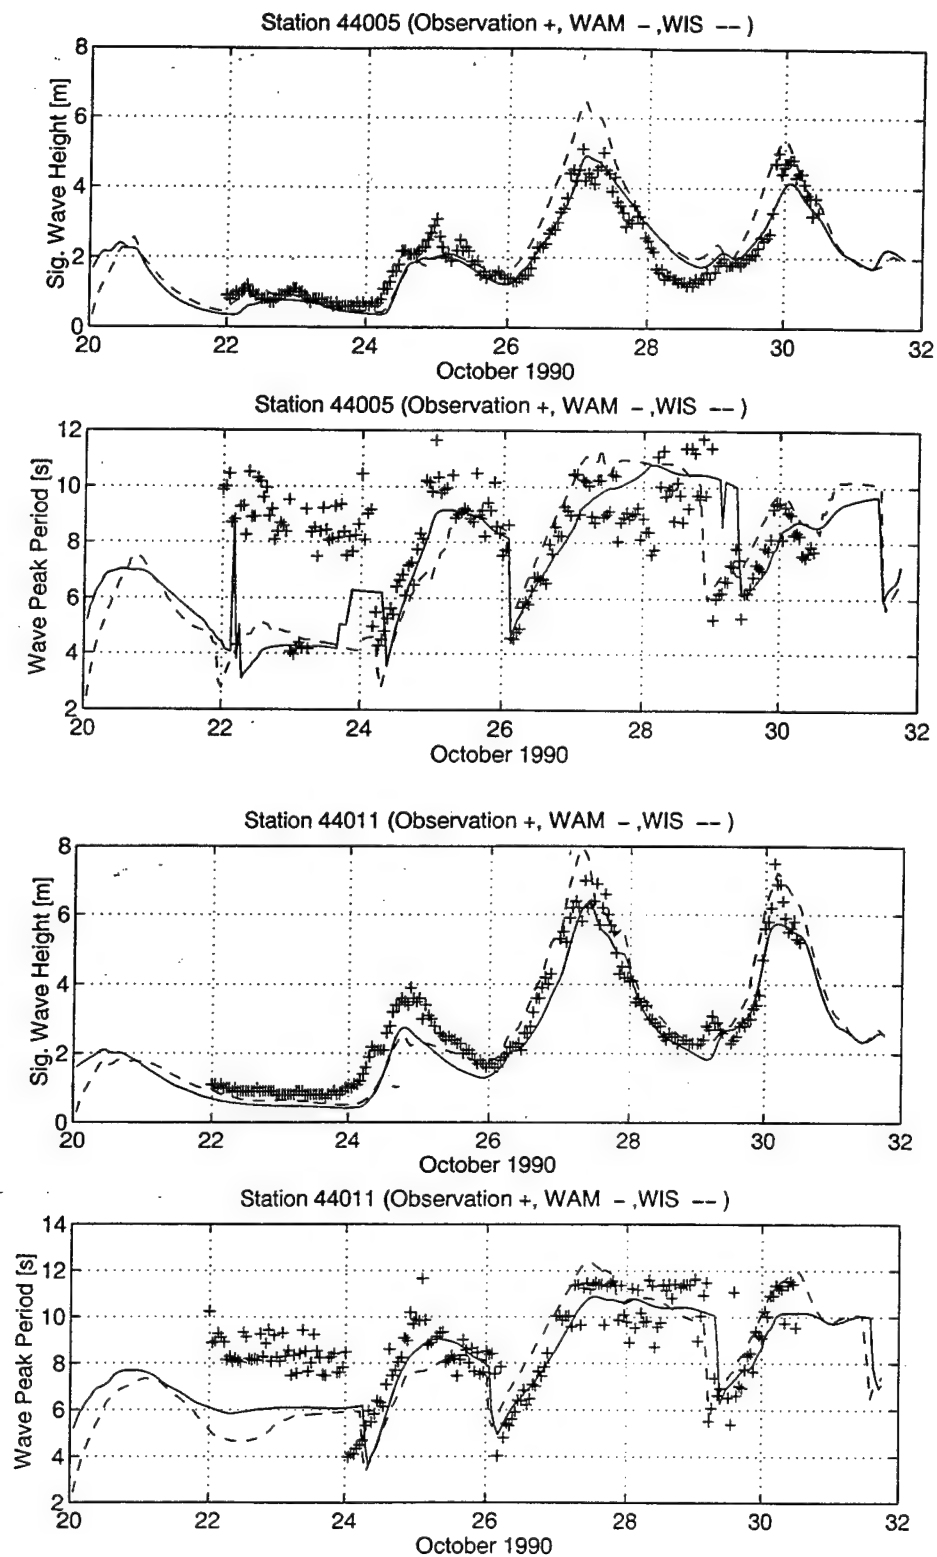 Station 44005 (Observation +, WAM - ,WIS -- )
8
6
4
2
0
Sig. Wave Height [m]
20 22 24 26 28 30 32
October 1990
Station 44005 (Observation +, WAM - ,WIS -- )
12
10
8
6
4
2
Wave Peak Period [s]
20 22 24 26 28 30 32
October 1990
Station 44011 (Observation +, WAM - ,WIS -- )
8
6
4
2
0
Sig. Wave Height [m]
20 22 24 26 28 30 32
October 1990
Station 44011 (Observation +, WAM - ,WIS -- )
14
12
10
8
6
4
2
Wave Peak Period [s]
20 22 24 26 28 30 32
October 1990